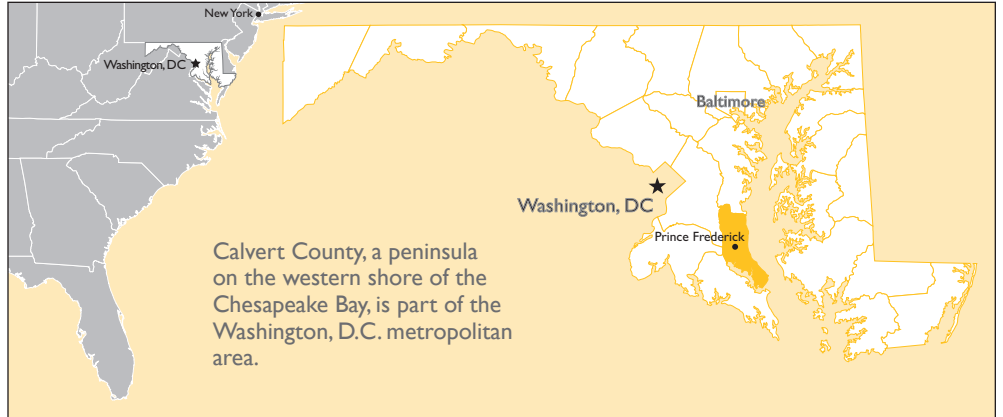 New York
Washington, DC
Baltimore
Washington, DC
Prince Frederick
Calvert County, a peninsula
on the western shore of the
Chesapeake Bay, is part of the
Washington, D.C. metropolitan
area.